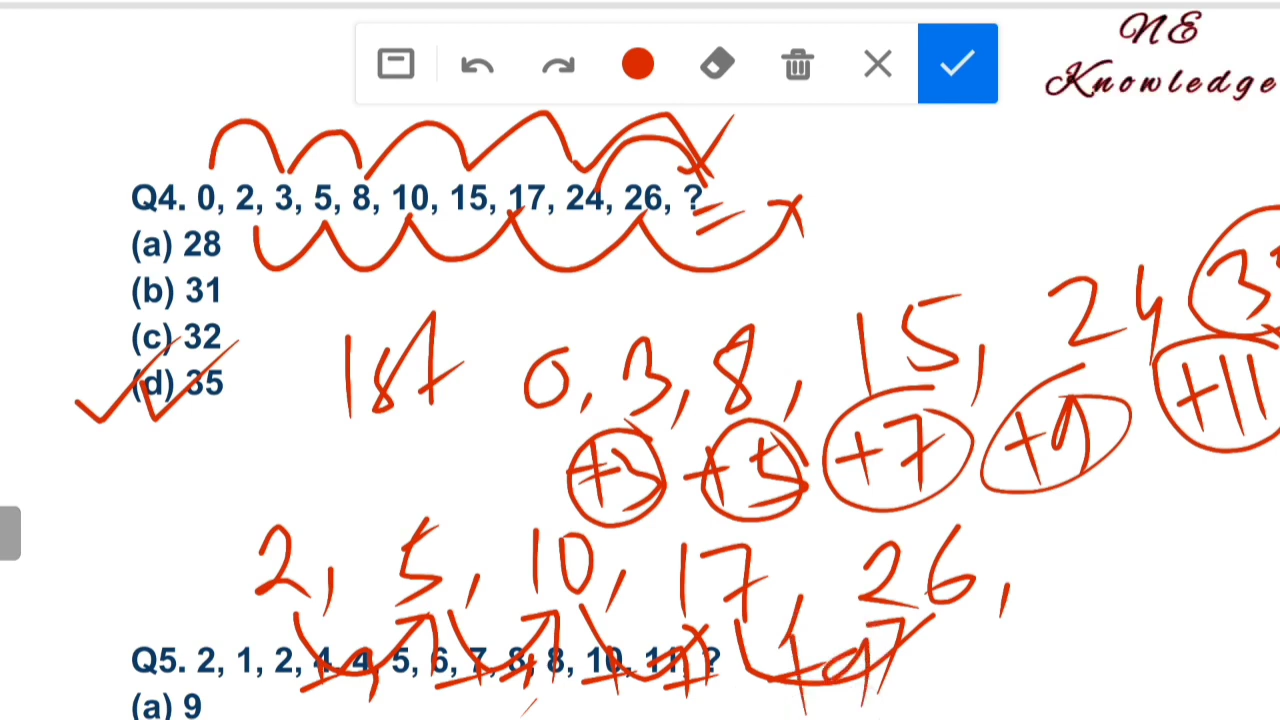 NE
Knowledge
Q4. 0, 2, 3, 5, 8, 10, 15, 17, 24, 26, ?
(a) 28
(b) 31
(c) 32
(d) 35
1st 0, 3, 8, 15, 24
+3 +5 +7 +9 +11
2, 5, 10, 17, 26,
Q5. 2, 1, 2, 4, 4, 5, 6, 7, 8, 8, 10, 11, ?
(a) 9